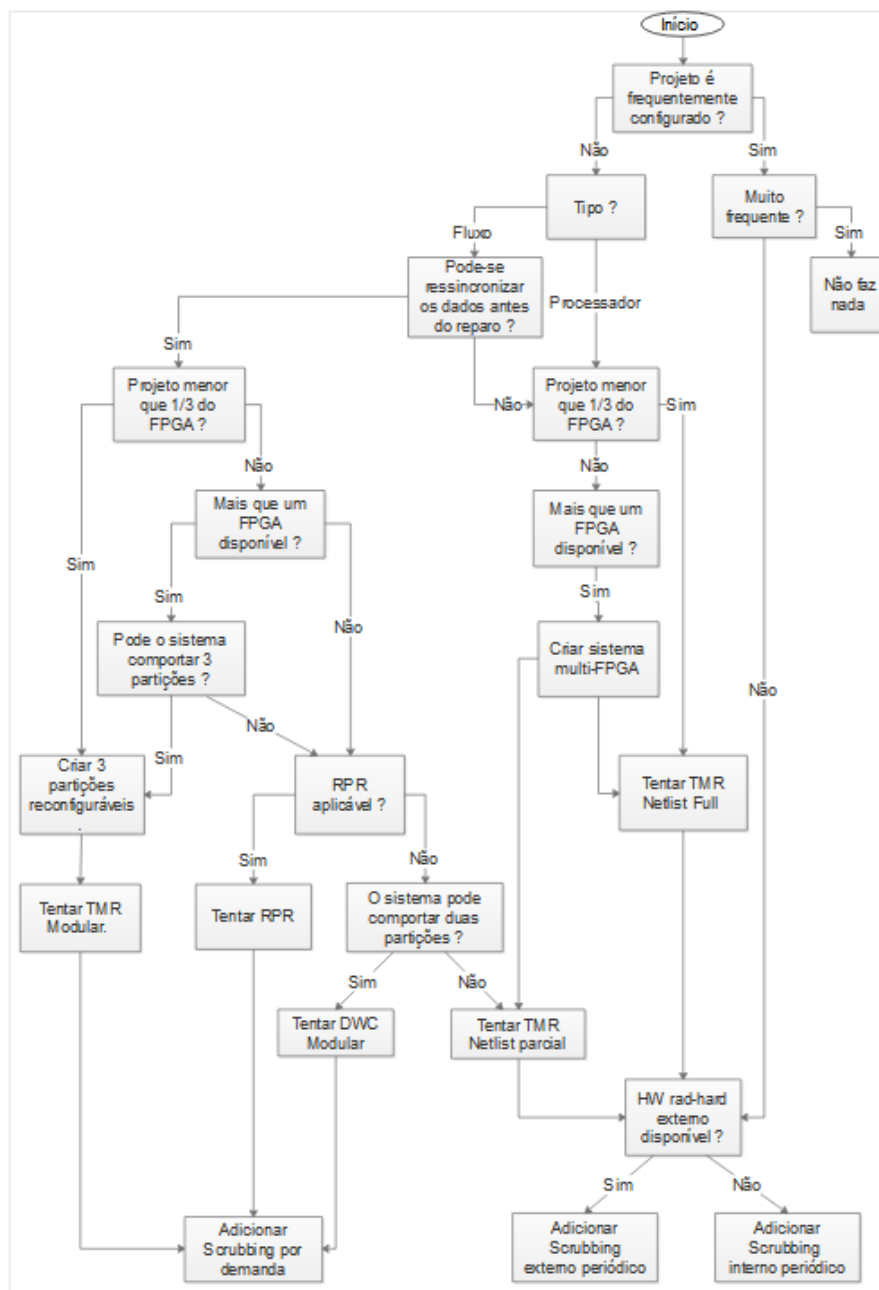 Início
Projeto é
frequentemente
configurado ?
Não
Sim
Tipo ?
Muito
frequente ?
Fluxo
Sim
Pode-se
ressincronizar
os dados antes
do reparo ?
Processador
Não faz
nada
Sim
Projeto menor
que 1/3 do
FPGA ?
Não
Projeto menor
que 1/3 do
FPGA ?
Sim
Não
Não
Mais que um
FPGA
disponível ?
Mais que um
FPGA
disponível ?
Sim
Sim
Sim
Não
Pode o sistema
comportar 3
partições ?
Criar sistema
multi-FPGA
Não
Não
Sim
Criar 3
partições
reconfiguráveis
.
RPR
aplicável ?
Tentar TMR
Netlist Full
Sim
Não
Tentar TMR
Modular.
Tentar RPR
O sistema pode
comportar duas
partições ?
Sim
Não
Tentar DWC
Modular
Tentar TMR
Netlist parcial
HW rad-hard
externo
disponível ?
Sim
Não
Adicionar
Scrubbing por
demanda
Adicionar
Scrubbing
externo periódico
Adicionar
Scrubbing
interno periódico